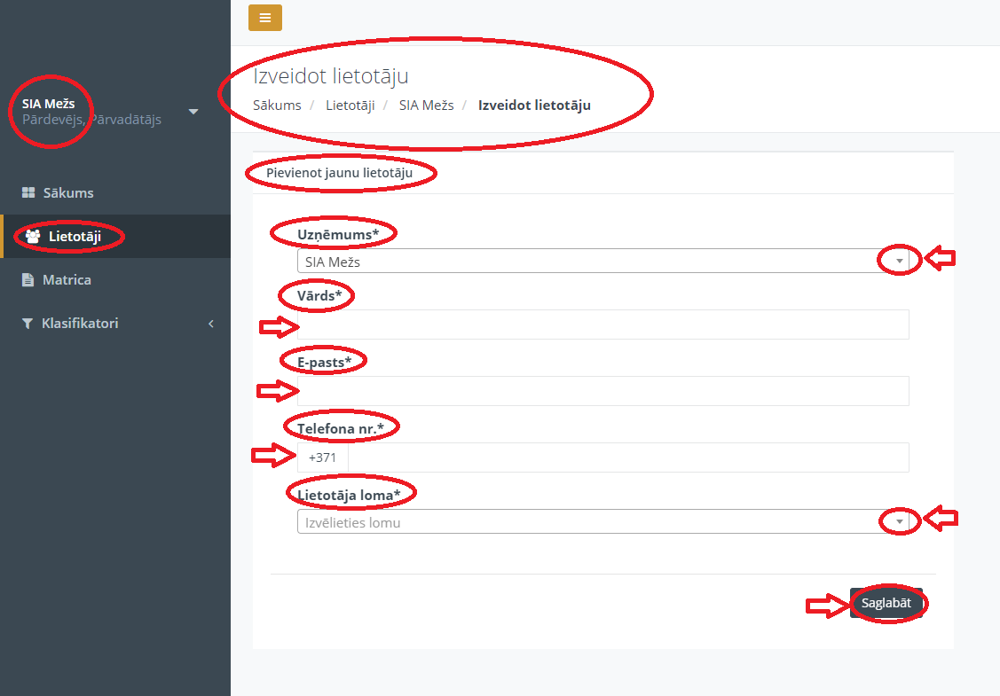 SIA Mežs
Pārdevējs, Pārvadātājs
Sākums
Lietotāji
Matrica
Klasifikatori
Izveidot lietotāju
Sākums / Lietotāji / SIA Mežs / Izveidot lietotāju
Pievienot jaunu lietotāju
Uzņēmums*
SIA Mežs
Vārds*
E-pasts*
Telefona nr.*
+371
Lietotāja loma*
Izvēlieties lomu
Saglabāt